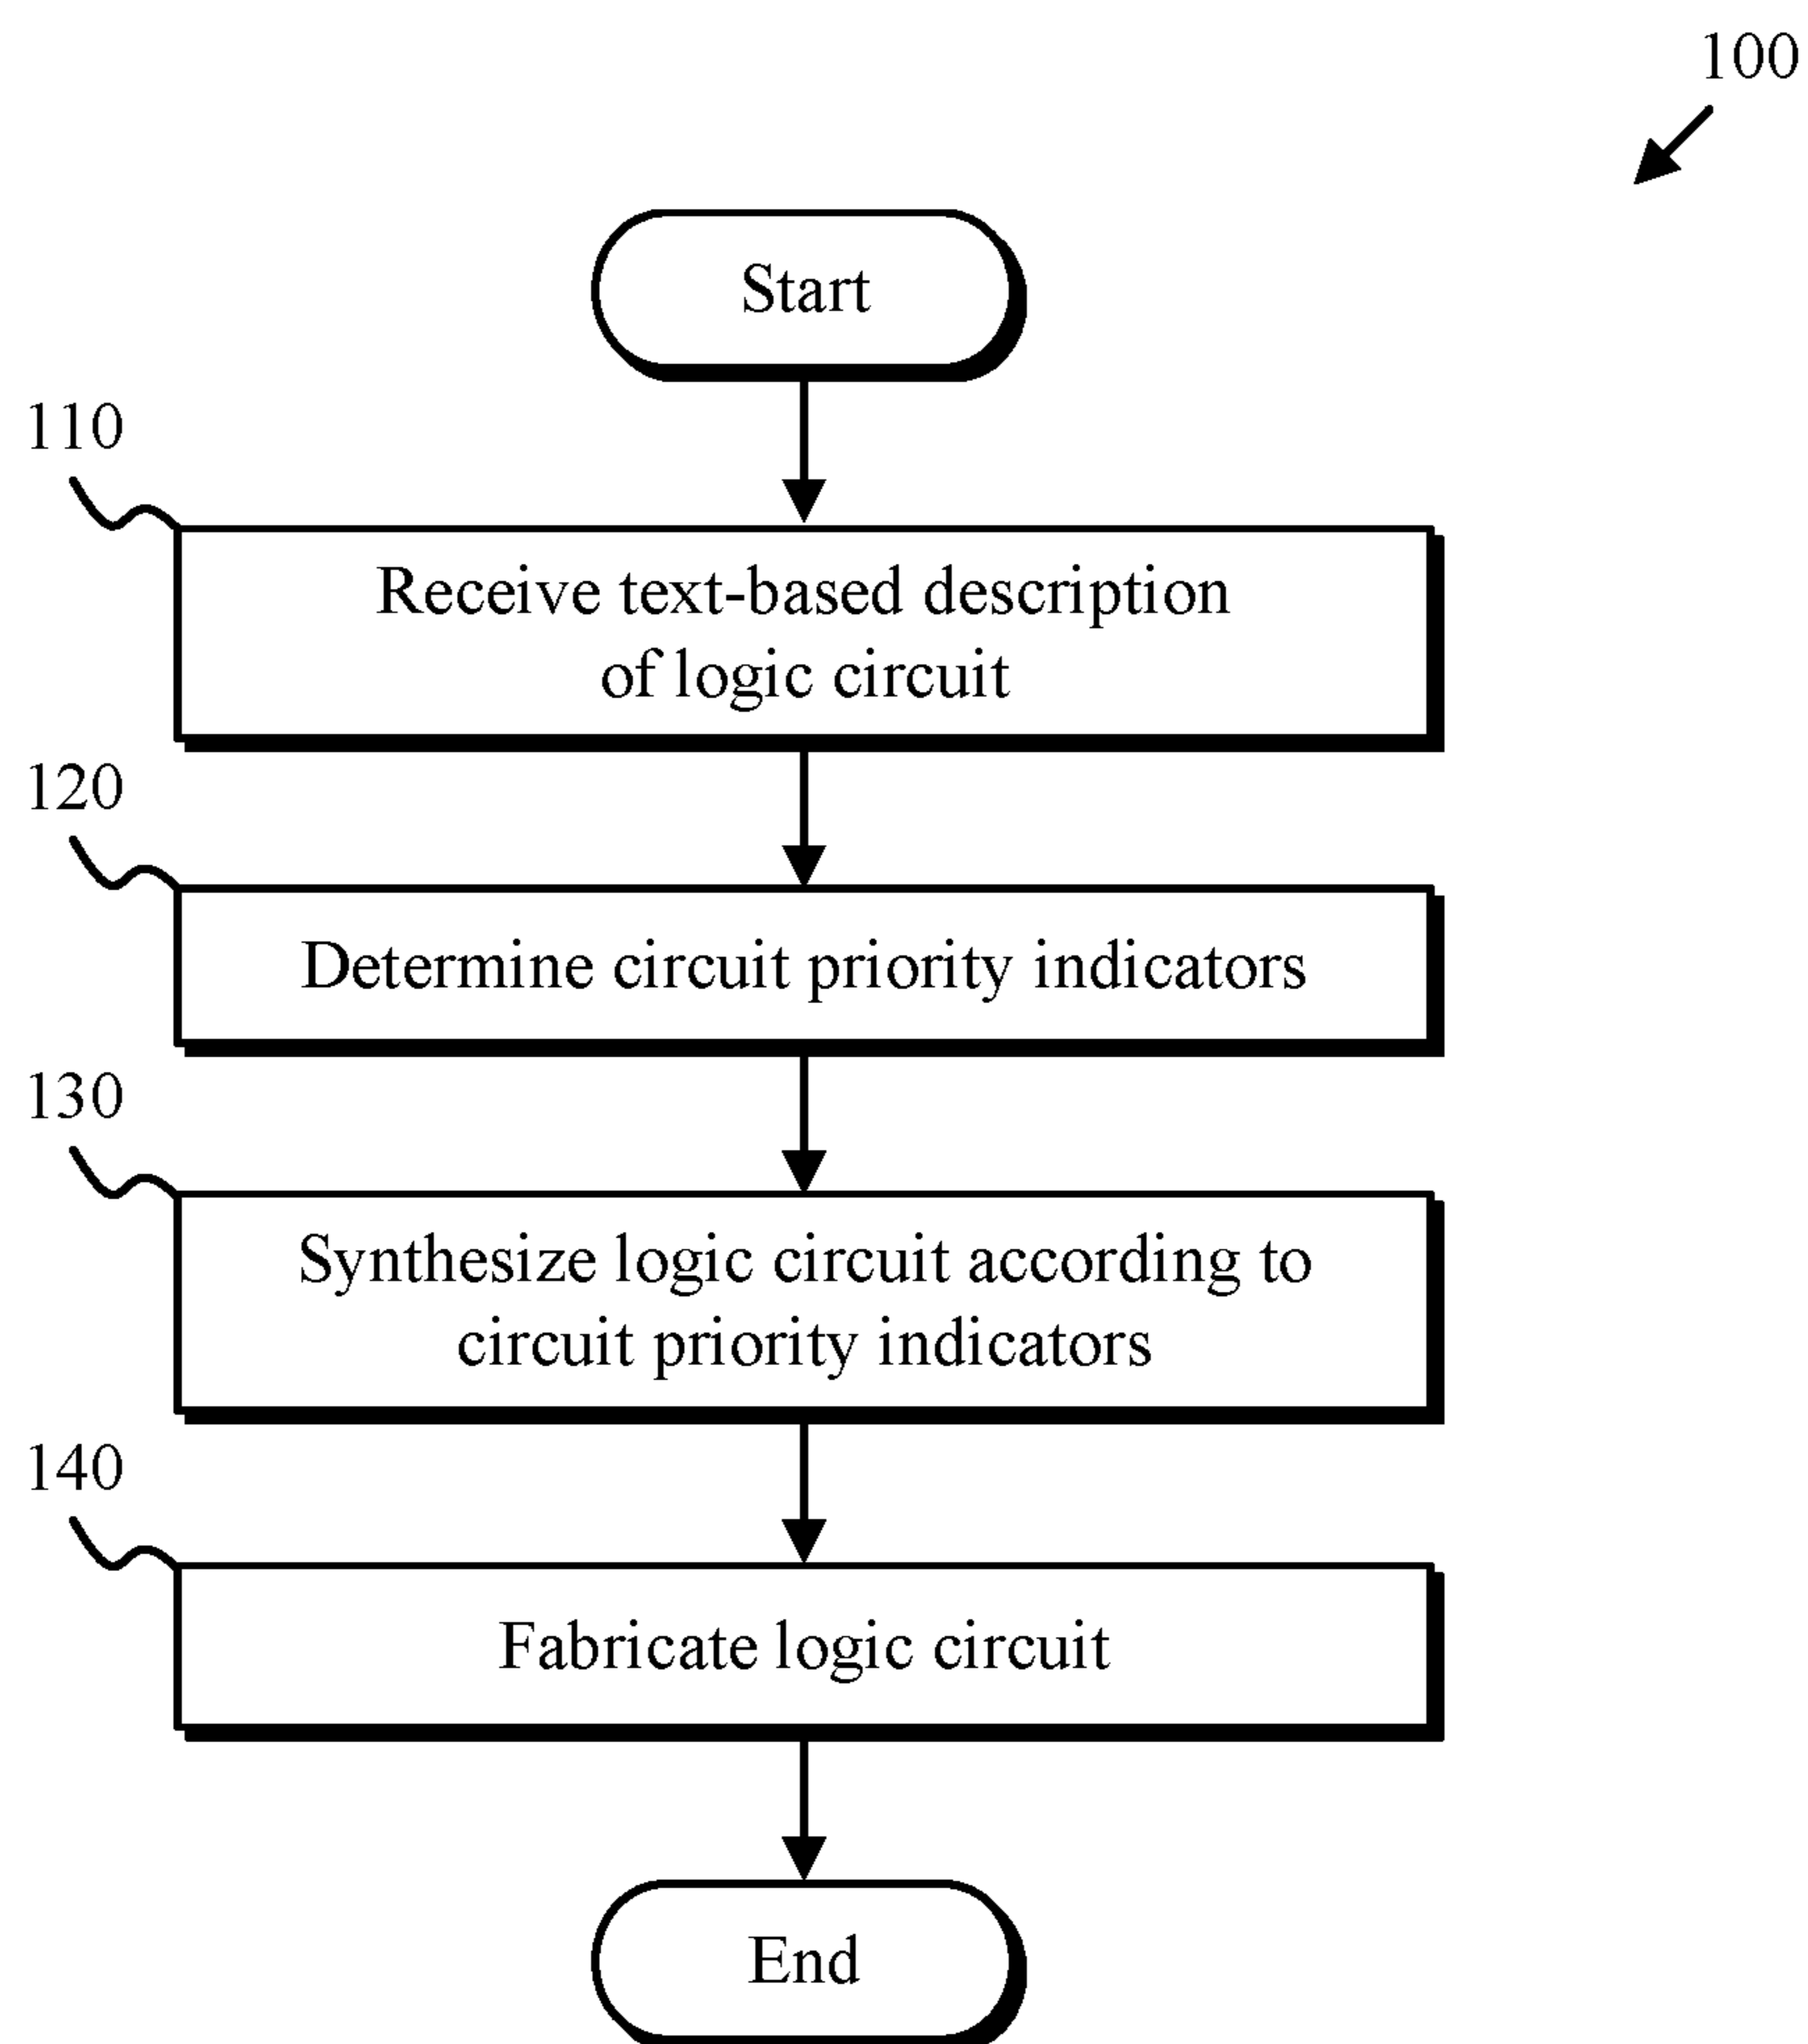 100
Start
110
Receive text-based description
of logic circuit
120
Determine circuit priority indicators
130
Synthesize logic circuit according to
circuit priority indicators
140
Fabricate logic circuit
End